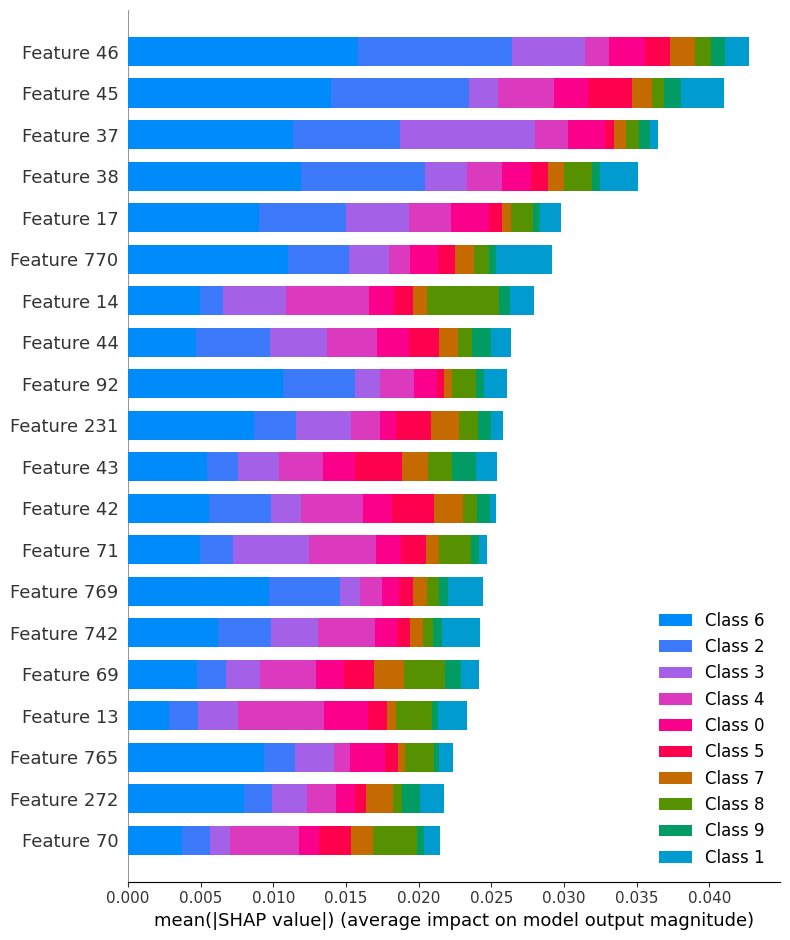 Feature 46
Feature 45
Feature 37
Feature 38
Feature 17
Feature 770
Feature 14
Feature 44
Feature 92
Feature 231
Feature 43
Feature 42
Feature 71
Feature 769
Feature 742
Feature 69
Feature 13
Feature 765
Feature 272
Feature 70
Class 6
Class 2
Class 3
Class 4
Class 0
Class 5
Class 7
Class 8
Class 9
Class 1
0.000 0.005 0.010 0.015 0.020 0.025 0.030 0.035 0.040
mean(|SHAP value|) (average impact on model output magnitude)